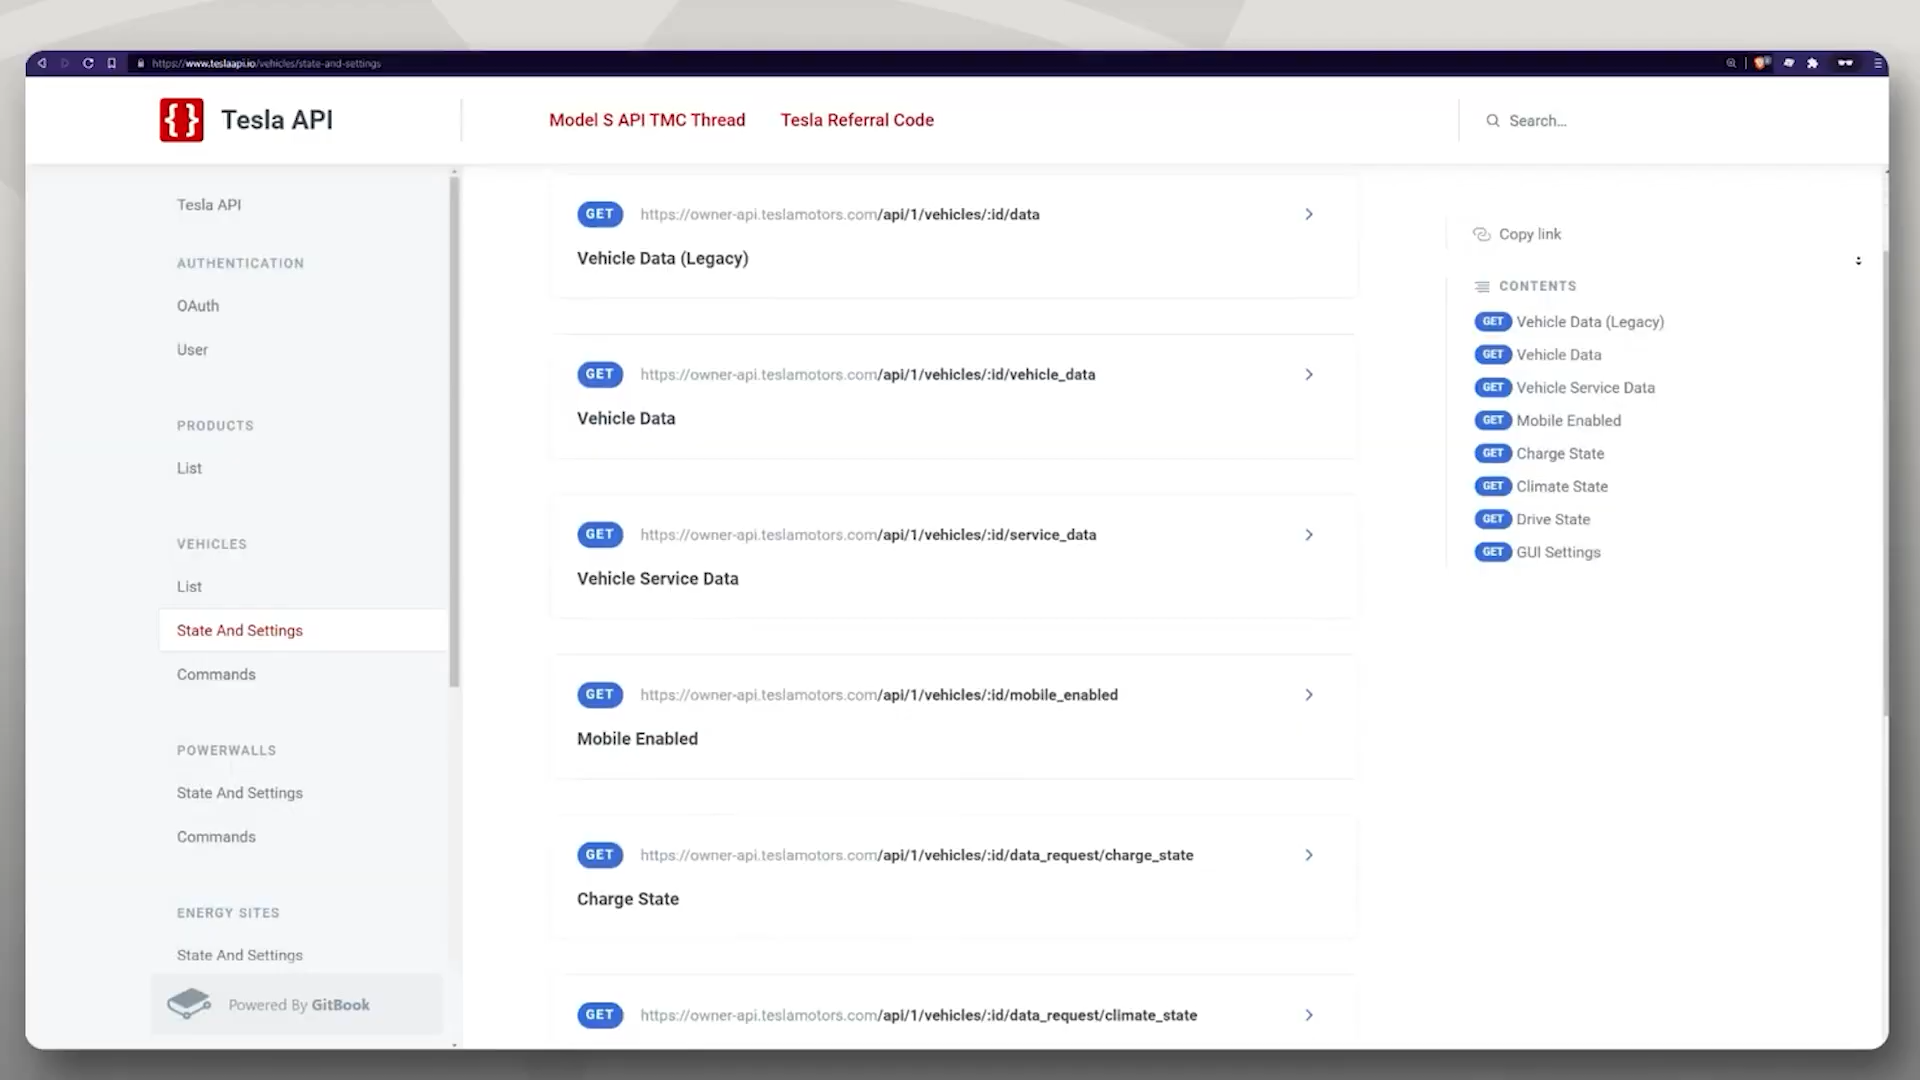 https://www.teslaapi.io/vehicles/state-and-settings
{} Tesla API
Model S API TMC Thread
Tesla Referral Code
Search...
Tesla API
AUTHENTICATION
OAuth
User
PRODUCTS
List
VEHICLES
List
State And Settings
Commands
POWERWALLS
State And Settings
Commands
ENERGY SITES
State And Settings
Powered By GitBook
GET https://owner-api.teslamotors.com/api/1/vehicles/:id/data
Vehicle Data (Legacy)
GET https://owner-api.teslamotors.com/api/1/vehicles/:id/vehicle_data
Vehicle Data
GET https://owner-api.teslamotors.com/api/1/vehicles/:id/service_data
Vehicle Service Data
GET https://owner-api.teslamotors.com/api/1/vehicles/:id/mobile_enabled
Mobile Enabled
GET https://owner-api.teslamotors.com/api/1/vehicles/:id/data_request/charge_state
Charge State
GET https://owner-api.teslamotors.com/api/1/vehicles/:id/data_request/climate_state
Copy link
CONTENTS
GET Vehicle Data (Legacy)
GET Vehicle Data
GET Vehicle Service Data
GET Mobile Enabled
GET Charge State
GET Climate State
GET Drive State
GET GUI Settings